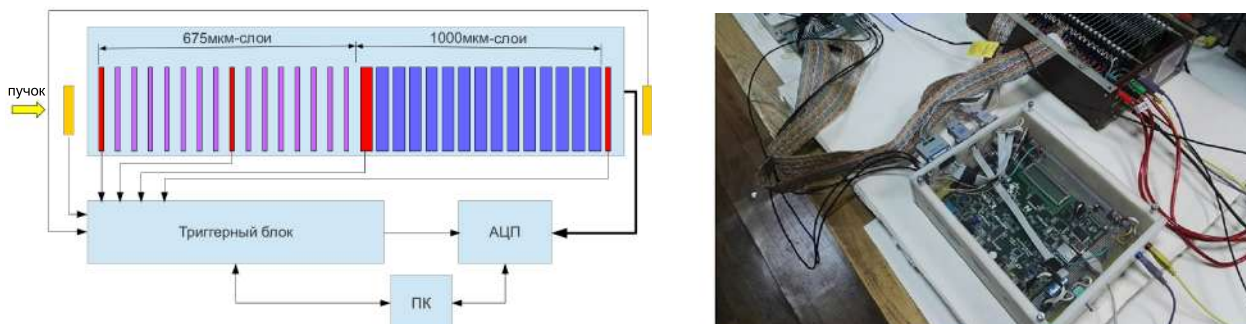 675мкм-слои
1000мкм-слои
пучок
Триггерный блок
АЦП
ПК